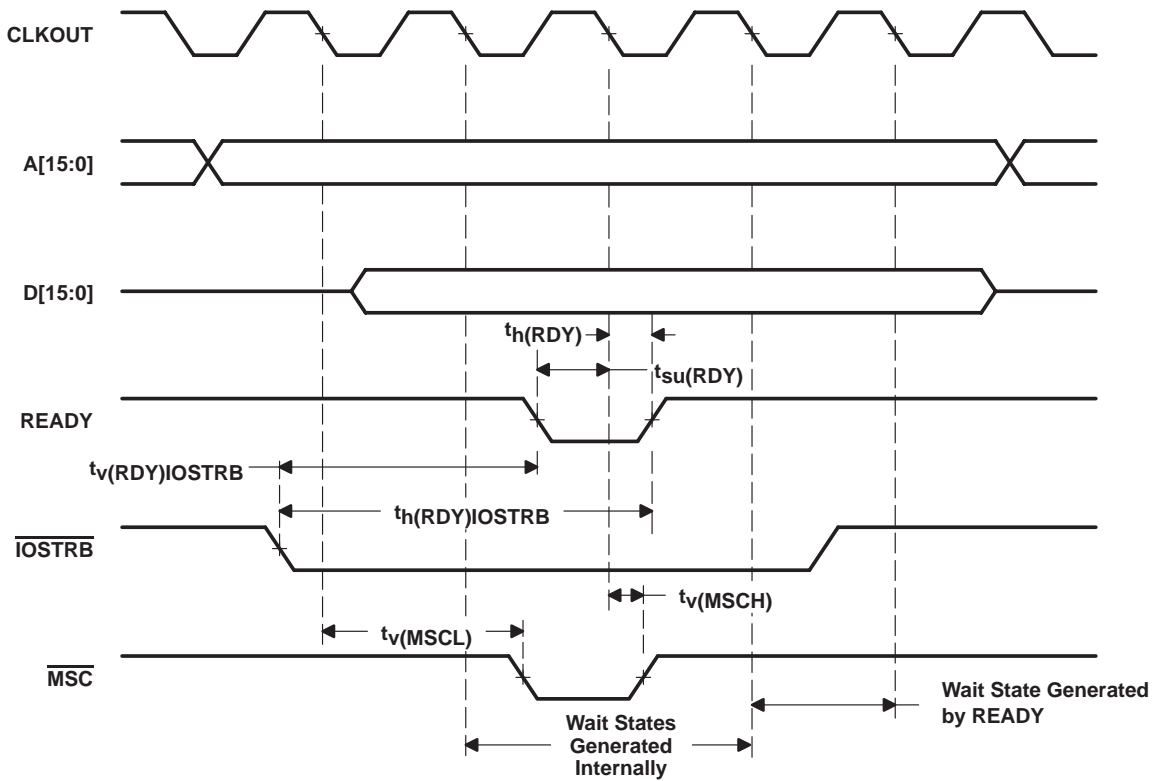 CLKOUT
A[15:0]
D[15:0]
th(RDY)
tsu(RDY)
READY
tv(RDY)IOSTRB
th(RDY)IOSTRB
IOSTRB
tv(MSCH)
tv(MSCL)
MSC
Wait State Generated
by READY
Wait States
Generated
Internally